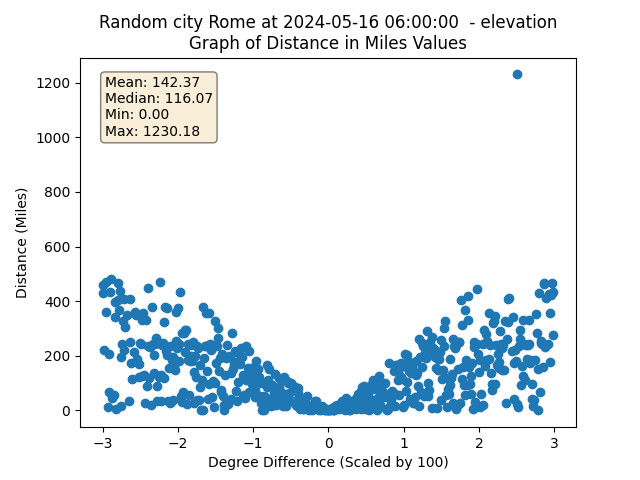 Random city Rome at 2024-05-16 06:00:00  - elevation
Graph of Distance in Miles Values
Mean: 142.37
Median: 116.07
Min: 0.00
Max: 1230.18
Distance (Miles)
1200
1000
800
600
400
200
0
−3 −2 −1 0 1 2 3
Degree Difference (Scaled by 100)